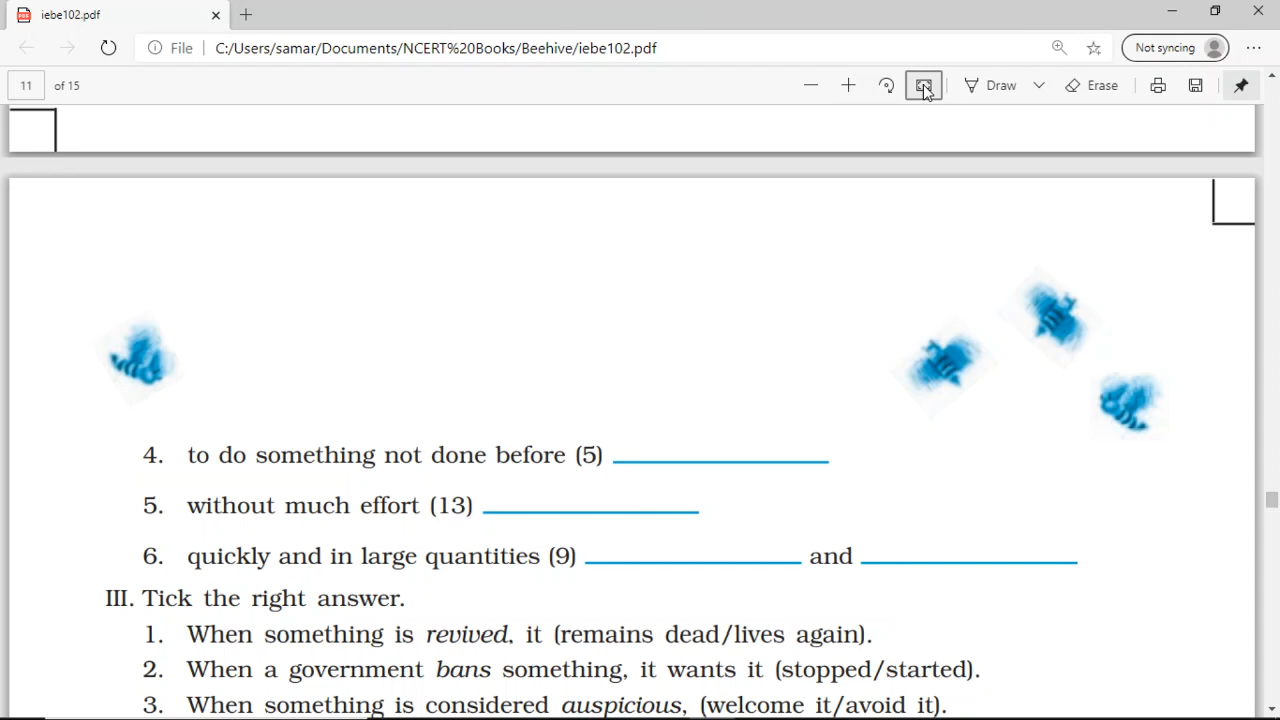 iebe102.pdf
File C:/Users/samar/Documents/NCERT%20Books/Beehive/iebe102.pdf Not syncing
11 of 15 Draw Erase
4. to do something not done before (5)
5. without much effort (13)
6. quickly and in large quantities (9) and
III. Tick the right answer.
1. When something is revived, it (remains dead/lives again).
2. When a government bans something, it wants it (stopped/started).
3. When something is considered auspicious, (welcome it/avoid it).